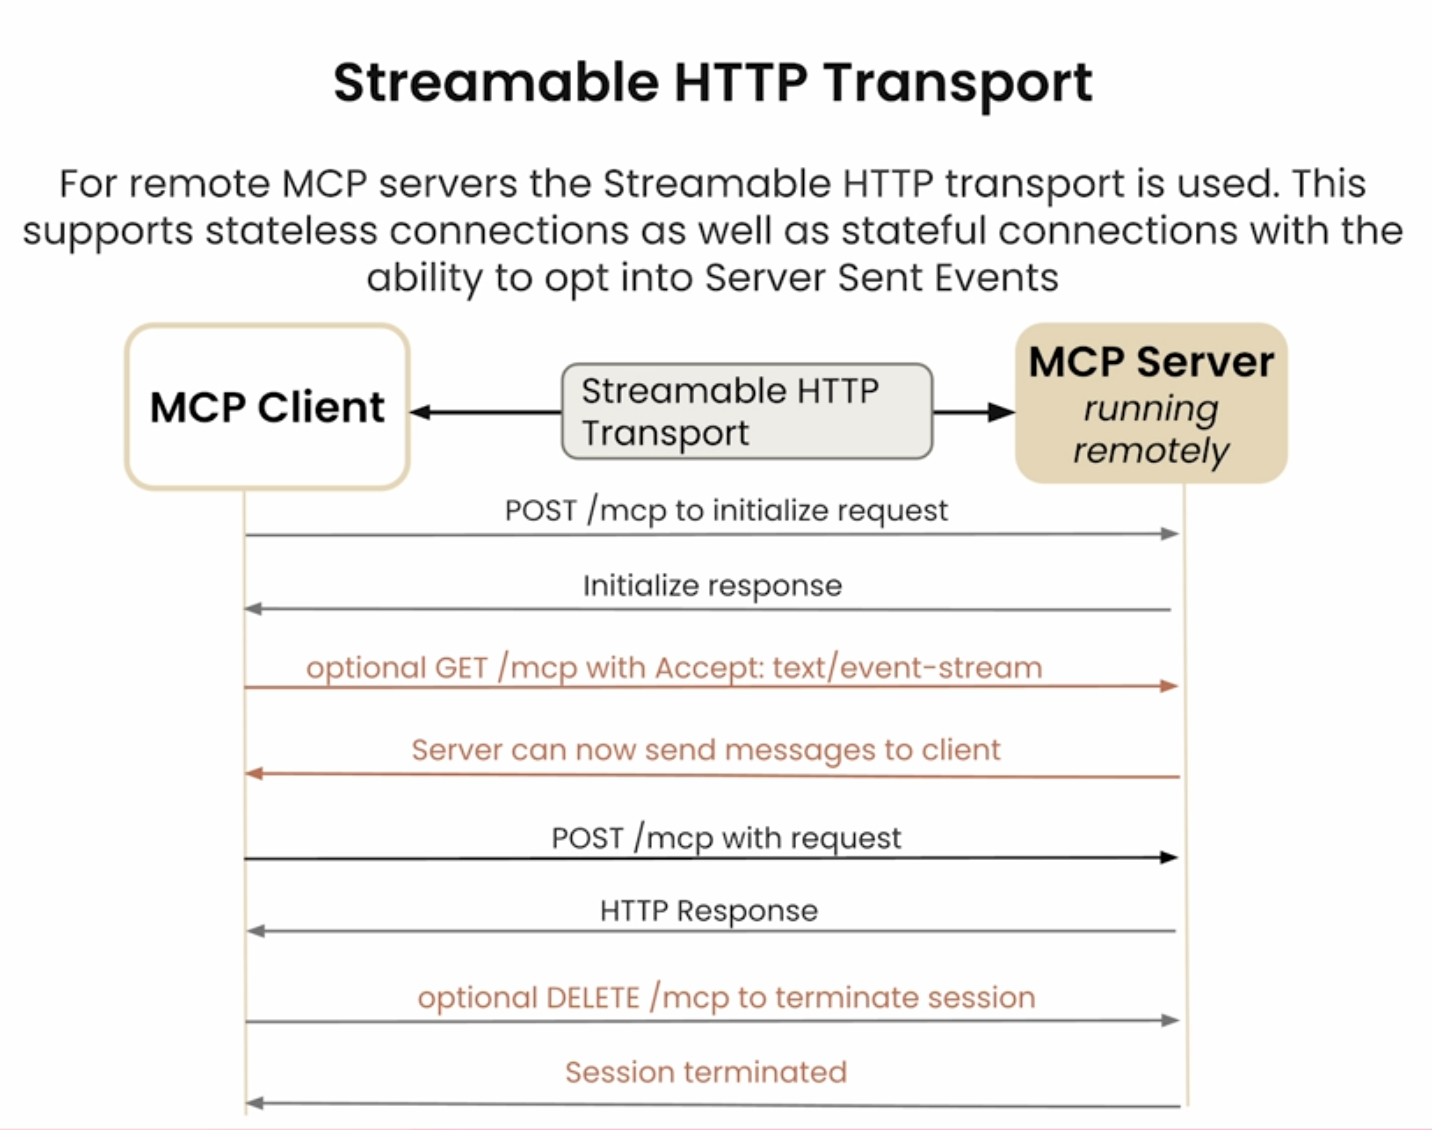 Streamable HTTP Transport
For remote MCP servers the Streamable HTTP transport is used. This
supports stateless connections as well as stateful connections with the
ability to opt into Server Sent Events
MCP Client
Streamable HTTP
Transport
MCP Server
running
remotely
POST /mcp to initialize request
Initialize response
optional GET /mcp with Accept: text/event-stream
Server can now send messages to client
POST /mcp with request
HTTP Response
optional DELETE /mcp to terminate session
Session terminated